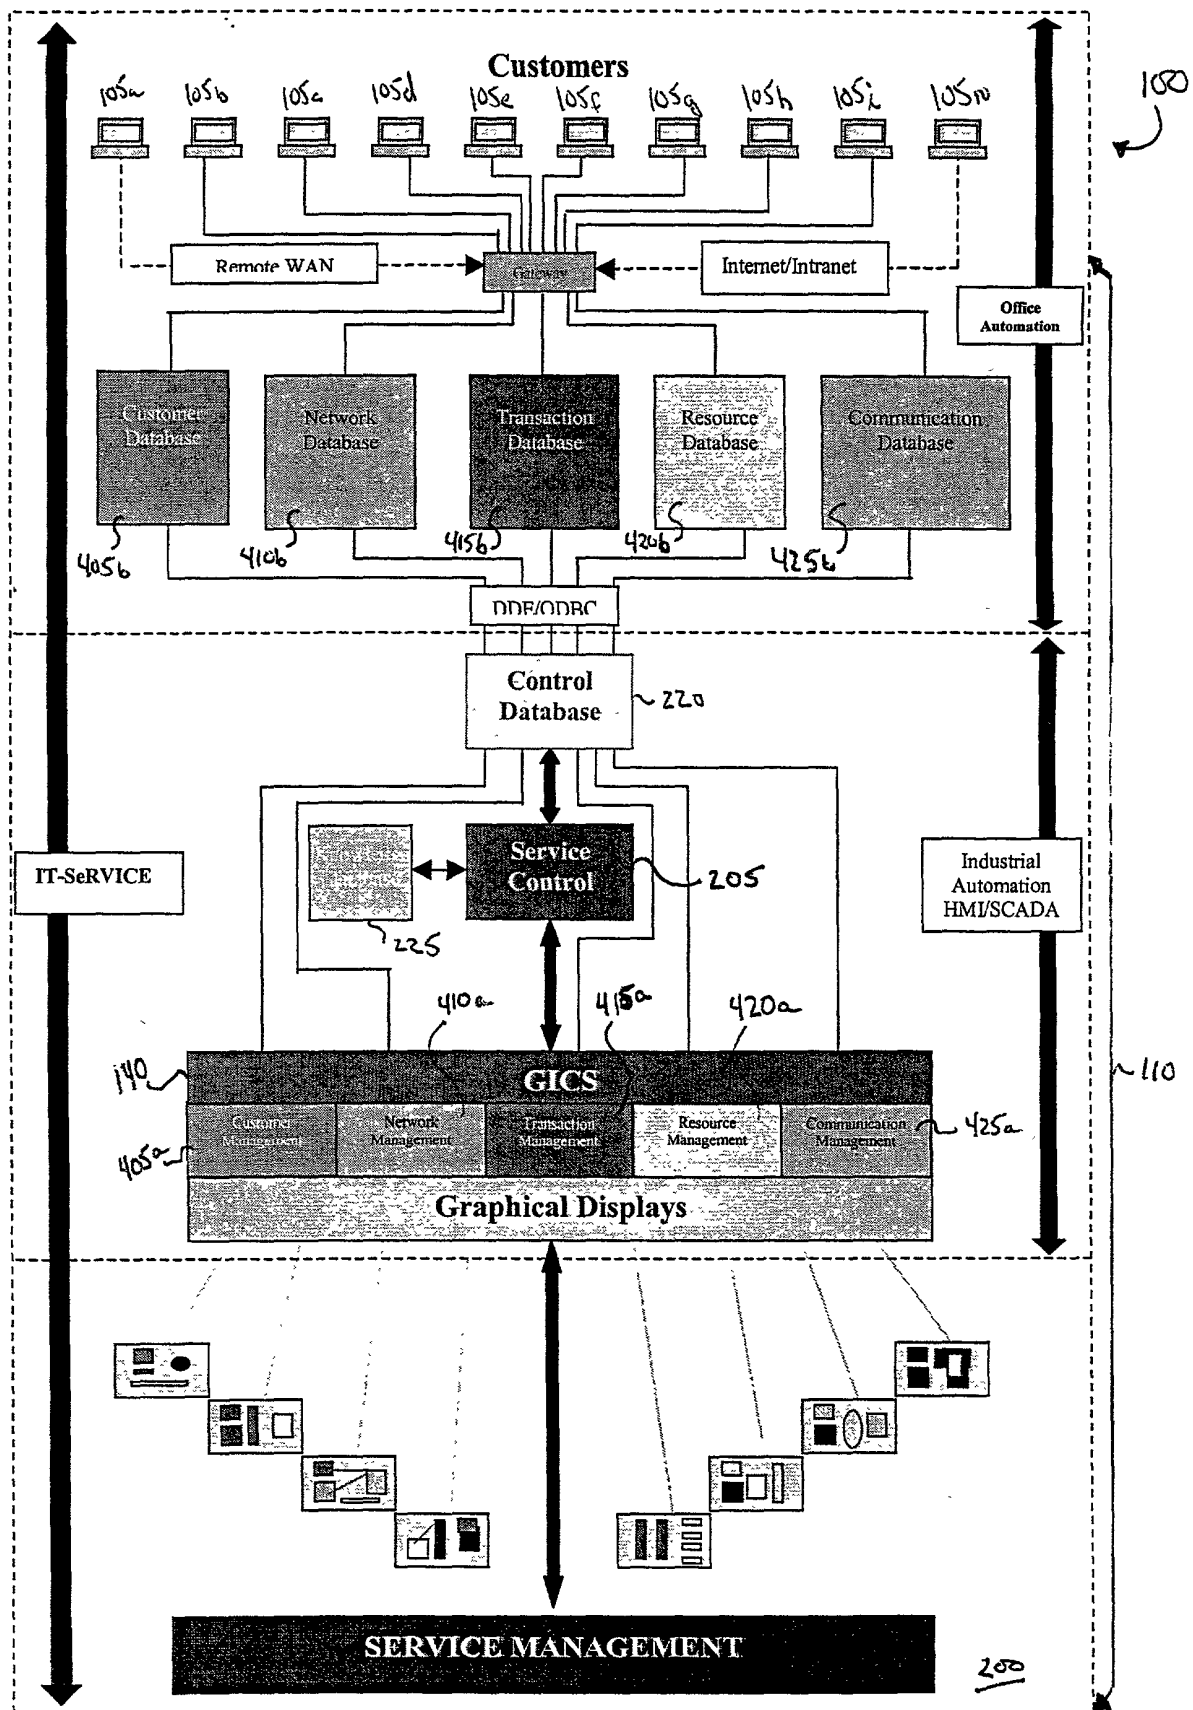 Customers
105a 105b 105c 105d 105e 105f 105g 105h 105i 105n
100
Remote WAN
Gateway
Internet/Intranet
Office
Automation
Customer
Database
Network
Database
Transaction
Database
Resource
Database
Communication
Database
405b
410b
415b
420b
425b
DDE/ODBC
Control
Database
220
Service
Control
205
225
IT-SeRVICE
Industrial
Automation
HMI/SCADA
410a
415a
420a
140
GICS
110
Customer
Management
Network
Management
Transaction
Management
Resource
Management
Communication
Management
405a
425a
Graphical Displays
SERVICE MANAGEMENT
200